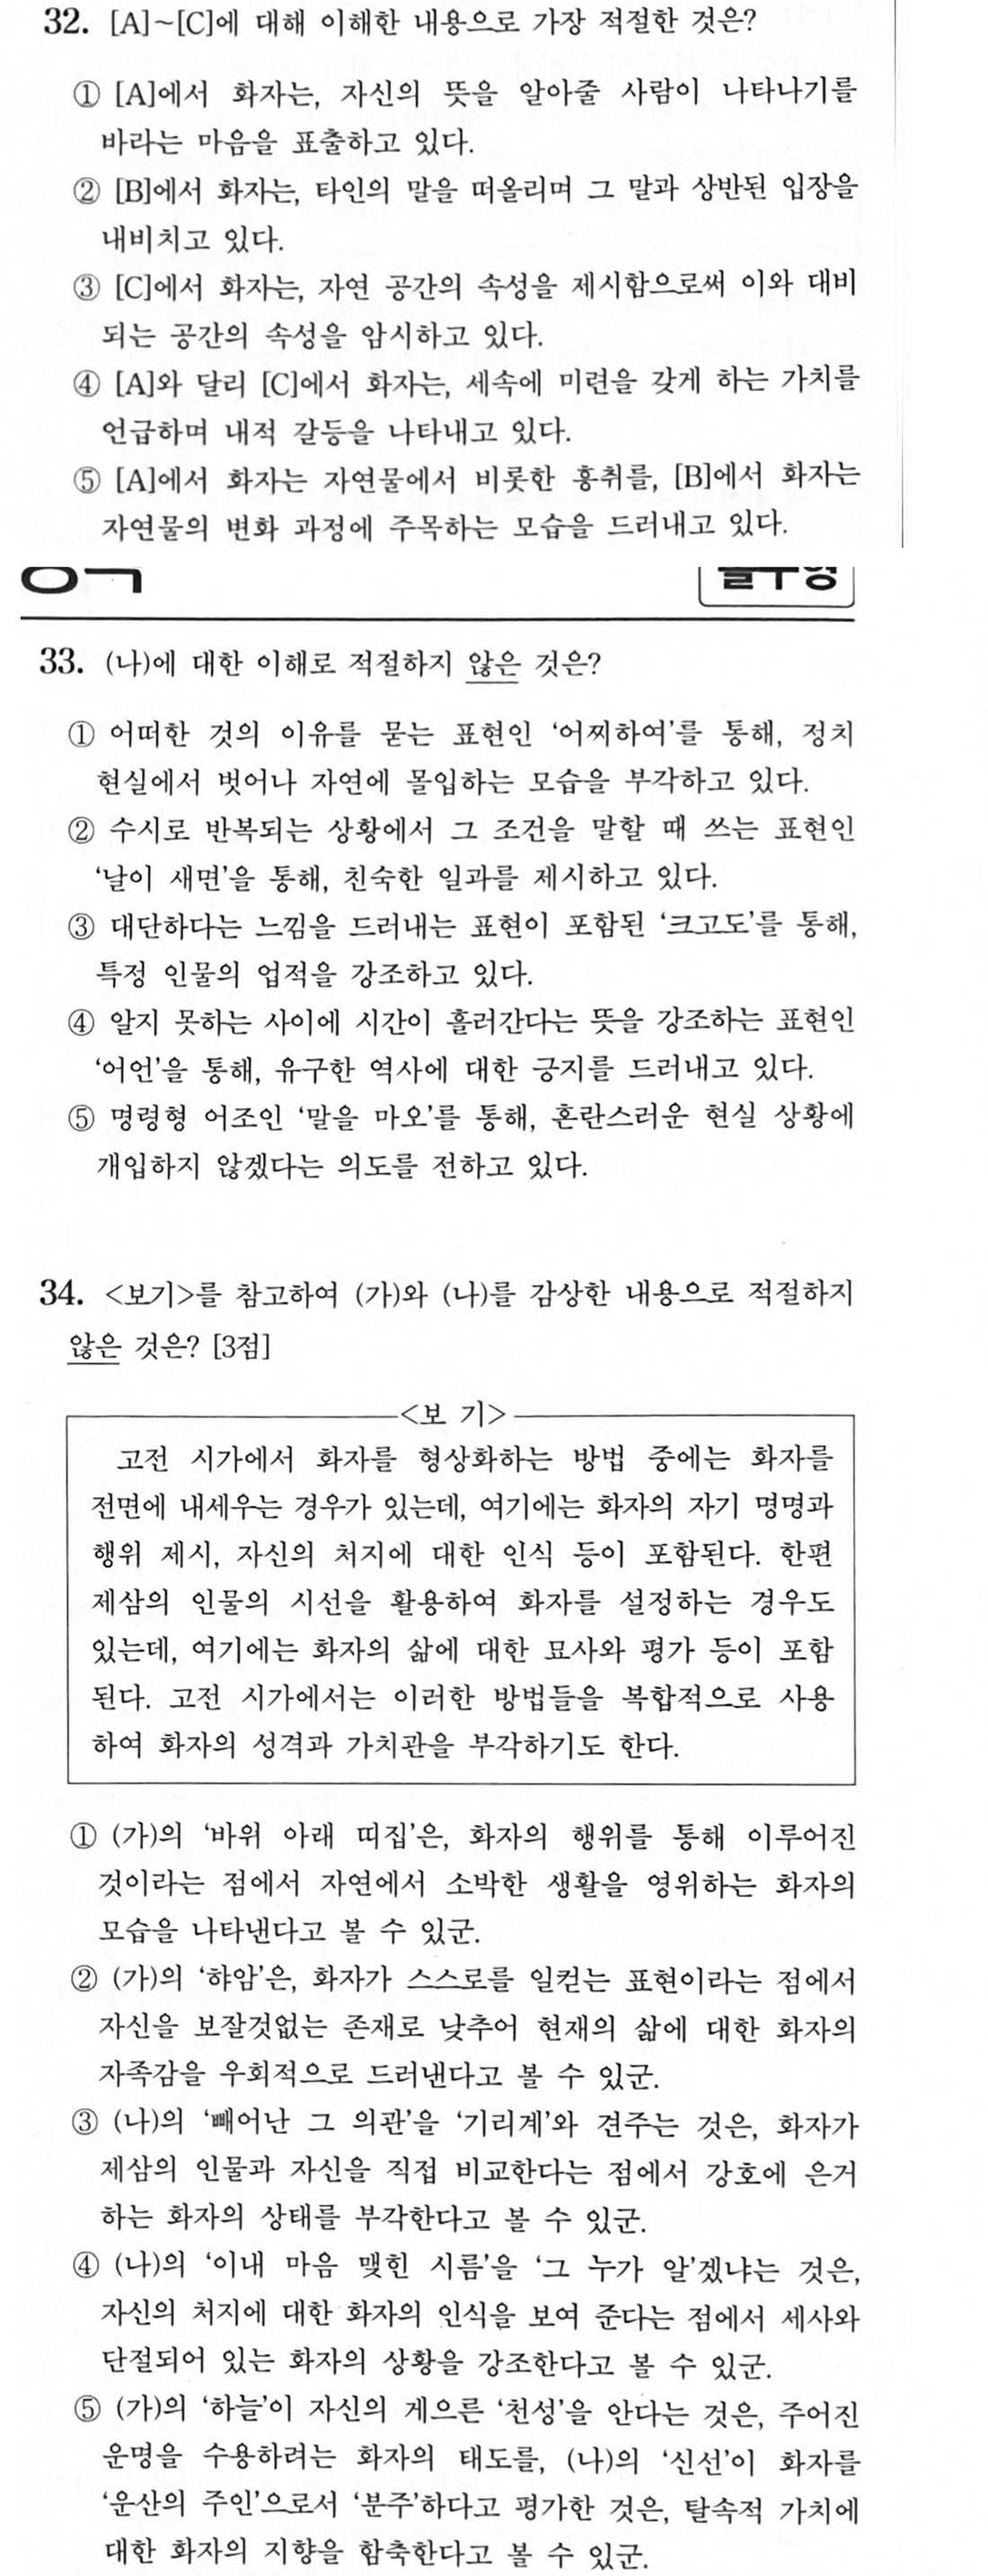 32. [A]~[C]에 대해 이해한 내용으로 가장 적절한 것은?
① [A]에서 화자는, 자신의 뜻을 알아줄 사람이 나타나기를
바라는 마음을 표출하고 있다.
② [B]에서 화자는, 타인의 말을 떠올리며 그 말과 상반된 입장을
내비치고 있다.
③ [C]에서 화자는, 자연 공간의 속성을 제시함으로써 이와 대비
되는 공간의 속성을 암시하고 있다.
④ [A]와 달리 [C]에서 화자는, 세속에 미련을 갖게 하는 가치를
언급하며 내적 갈등을 나타내고 있다.
⑤ [A]에서 화자는 자연물에서 비롯한 흥취를, [B]에서 화자는
자연물의 변화 과정에 주목하는 모습을 드러내고 있다.
33. (나)에 대한 이해로 적절하지 않은 것은?
① 어떠한 것의 이유를 묻는 표현인 ‘어찌하여’를 통해, 정치
현실에서 벗어나 자연에 몰입하는 모습을 부각하고 있다.
② 수시로 반복되는 상황에서 그 조건을 말할 때 쓰는 표현인
‘날이 새면’을 통해, 친숙한 일과를 제시하고 있다.
③ 대단하다는 느낌을 드러내는 표현이 포함된 ‘크고도’를 통해,
특정 인물의 업적을 강조하고 있다.
④ 알지 못하는 사이에 시간이 흘러간다는 뜻을 강조하는 표현인
‘어언’을 통해, 유구한 역사에 대한 긍지를 드러내고 있다.
⑤ 명령형 어조인 ‘말을 마오’를 통해, 혼란스러운 현실 상황에
개입하지 않겠다는 의도를 전하고 있다.
34. <보기>를 참고하여 (가)와 (나)를 감상한 내용으로 적절하지
않은 것은? [3점]
<보 기>
고전 시가에서 화자를 형상화하는 방법 중에는 화자를
전면에 내세우는 경우가 있는데, 여기에는 화자의 자기 명명과
행위 제시, 자신의 처지에 대한 인식 등이 포함된다. 한편
제삼의 인물의 시선을 활용하여 화자를 설정하는 경우도
있는데, 여기에는 화자의 삶에 대한 묘사와 평가 등이 포함
된다. 고전 시가에서는 이러한 방법들을 복합적으로 사용
하여 화자의 성격과 가치관을 부각하기도 한다.
① (가)의 ‘바위 아래 띠집’은, 화자의 행위를 통해 이루어진
것이라는 점에서 자연에서 소박한 생활을 영위하는 화자의
모습을 나타낸다고 볼 수 있군.
② (가)의 ‘햐암’은, 화자가 스스로를 일컫는 표현이라는 점에서
자신을 보잘것없는 존재로 낮추어 현재의 삶에 대한 화자의
자족감을 우회적으로 드러낸다고 볼 수 있군.
③ (나)의 ‘빼어난 그 의관’을 ‘기리계’와 견주는 것은, 화자가
제삼의 인물과 자신을 직접 비교한다는 점에서 강호에 은거
하는 화자의 상태를 부각한다고 볼 수 있군.
④ (나)의 ‘이내 마음 맺힌 시름’을 ‘그 누가 알’겠냐는 것은,
자신의 처지에 대한 화자의 인식을 보여 준다는 점에서 세사와
단절되어 있는 화자의 상황을 강조한다고 볼 수 있군.
⑤ (가)의 ‘하늘’이 자신의 게으른 ‘천성’을 안다는 것은, 주어진
운명을 수용하려는 화자의 태도를, (나)의 ‘신선’이 화자를
‘운산의 주인’으로서 ‘분주’하다고 평가한 것은, 탈속적 가치에
대한 화자의 지향을 함축한다고 볼 수 있군.